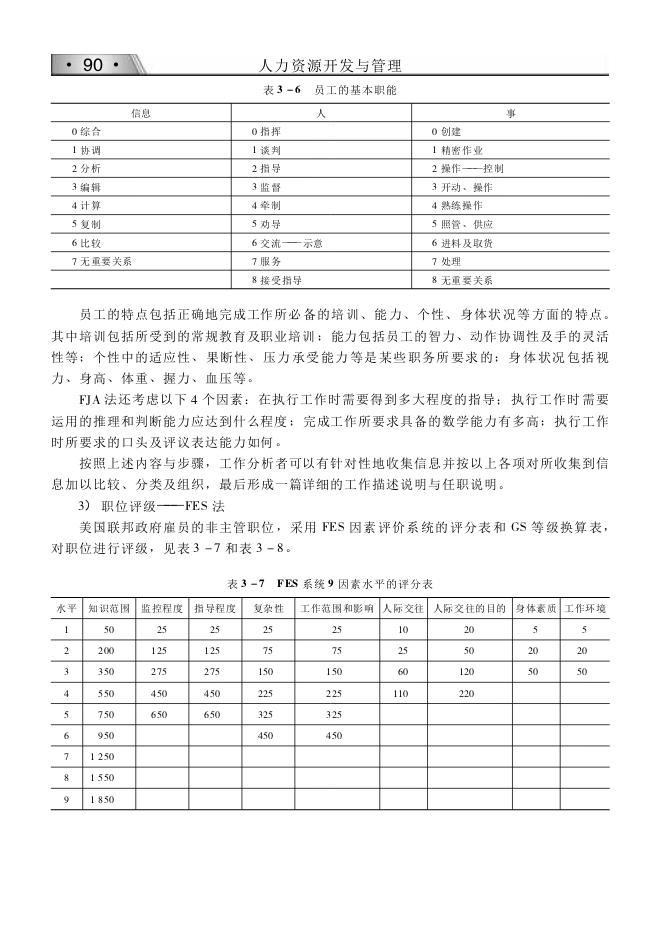 · 90 ·
人力资源开发与管理
表 3 -6 员工的基本职能
信息 人 事
0 综合 0 指挥 0 创建
1 协调 1 谈判 1 精密作业
2 分析 2 指导 2 操作——控制
3 编辑 3 监督 3 开动、操作
4 计算 4 牵制 4 熟练操作
5 复制 5 劝导 5 照管、供应
6 比较 6 交流——示意 6 进料及取货
7 无重要关系 7 服务 7 处理
8 接受指导 8 无重要关系
员工的特点包括正确地完成工作所必备的培训、能力、个性、身体状况等方面的特点。
其中培训包括所受到的常规教育及职业培训；能力包括员工的智力、动作协调性及手的灵活
性等；个性中的适应性、果断性、压力承受能力等是某些职务所要求的；身体状况包括视
力、身高、体重、握力、血压等。
FJA 法还考虑以下 4 个因素：在执行工作时需要得到多大程度的指导；执行工作时需要
运用的推理和判断能力应达到什么程度；完成工作所要求具备的数学能力有多高；执行工作
时所要求的口头及评议表达能力如何。
按照上述内容与步骤，工作分析者可以有针对性地收集信息并按以上各项对所收集到信
息加以比较、分类及组织，最后形成一篇详细的工作描述说明与任职说明。
3） 职位评级——FES 法
美国联邦政府雇员的非主管职位，采用 FES 因素评价系统的评分表和 GS 等级换算表，
对职位进行评级，见表 3 -7 和表 3 -8。
表 3 -7 FES 系统 9 因素水平的评分表
水平 知识范围 监控程度 指导程度 复杂性 工作范围和影响 人际交往 人际交往的目的 身体素质 工作环境
1 50 25 25 25 25 10 20 5 5
2 200 125 125 75 75 25 50 20 20
3 350 275 275 150 150 60 120 50 50
4 550 450 450 225 225 110 220
5 750 650 650 325 325
6 950 450 450
7 1 250
8 1 550
9 1 850